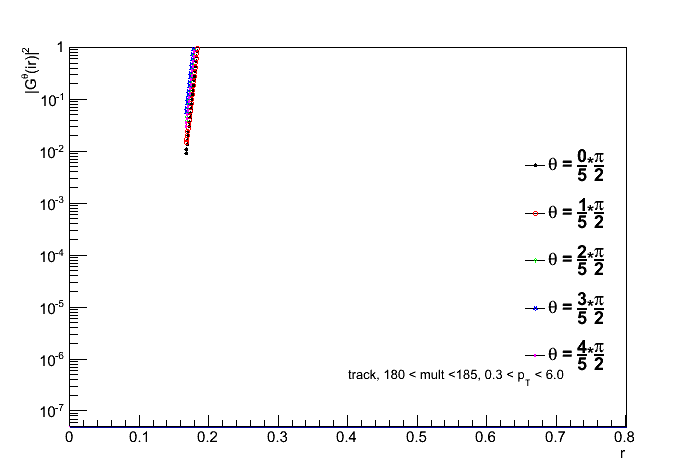 |G^θ(ir)|²
1
10⁻¹
10⁻²
10⁻³
10⁻⁴
10⁻⁵
10⁻⁶
10⁻⁷
θ = 0/5*π/2
θ = 1/5*π/2
θ = 2/5*π/2
θ = 3/5*π/2
θ = 4/5*π/2
track, 180 < mult <185, 0.3 < p_T < 6.0
0 0.1 0.2 0.3 0.4 0.5 0.6 0.7 0.8
r